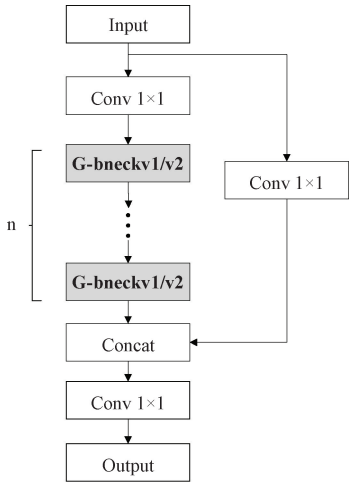 Input
Conv 1×1
G-bneckv1/v2
Conv 1×1
n
G-bneckv1/v2
Concat
Conv 1×1
Output